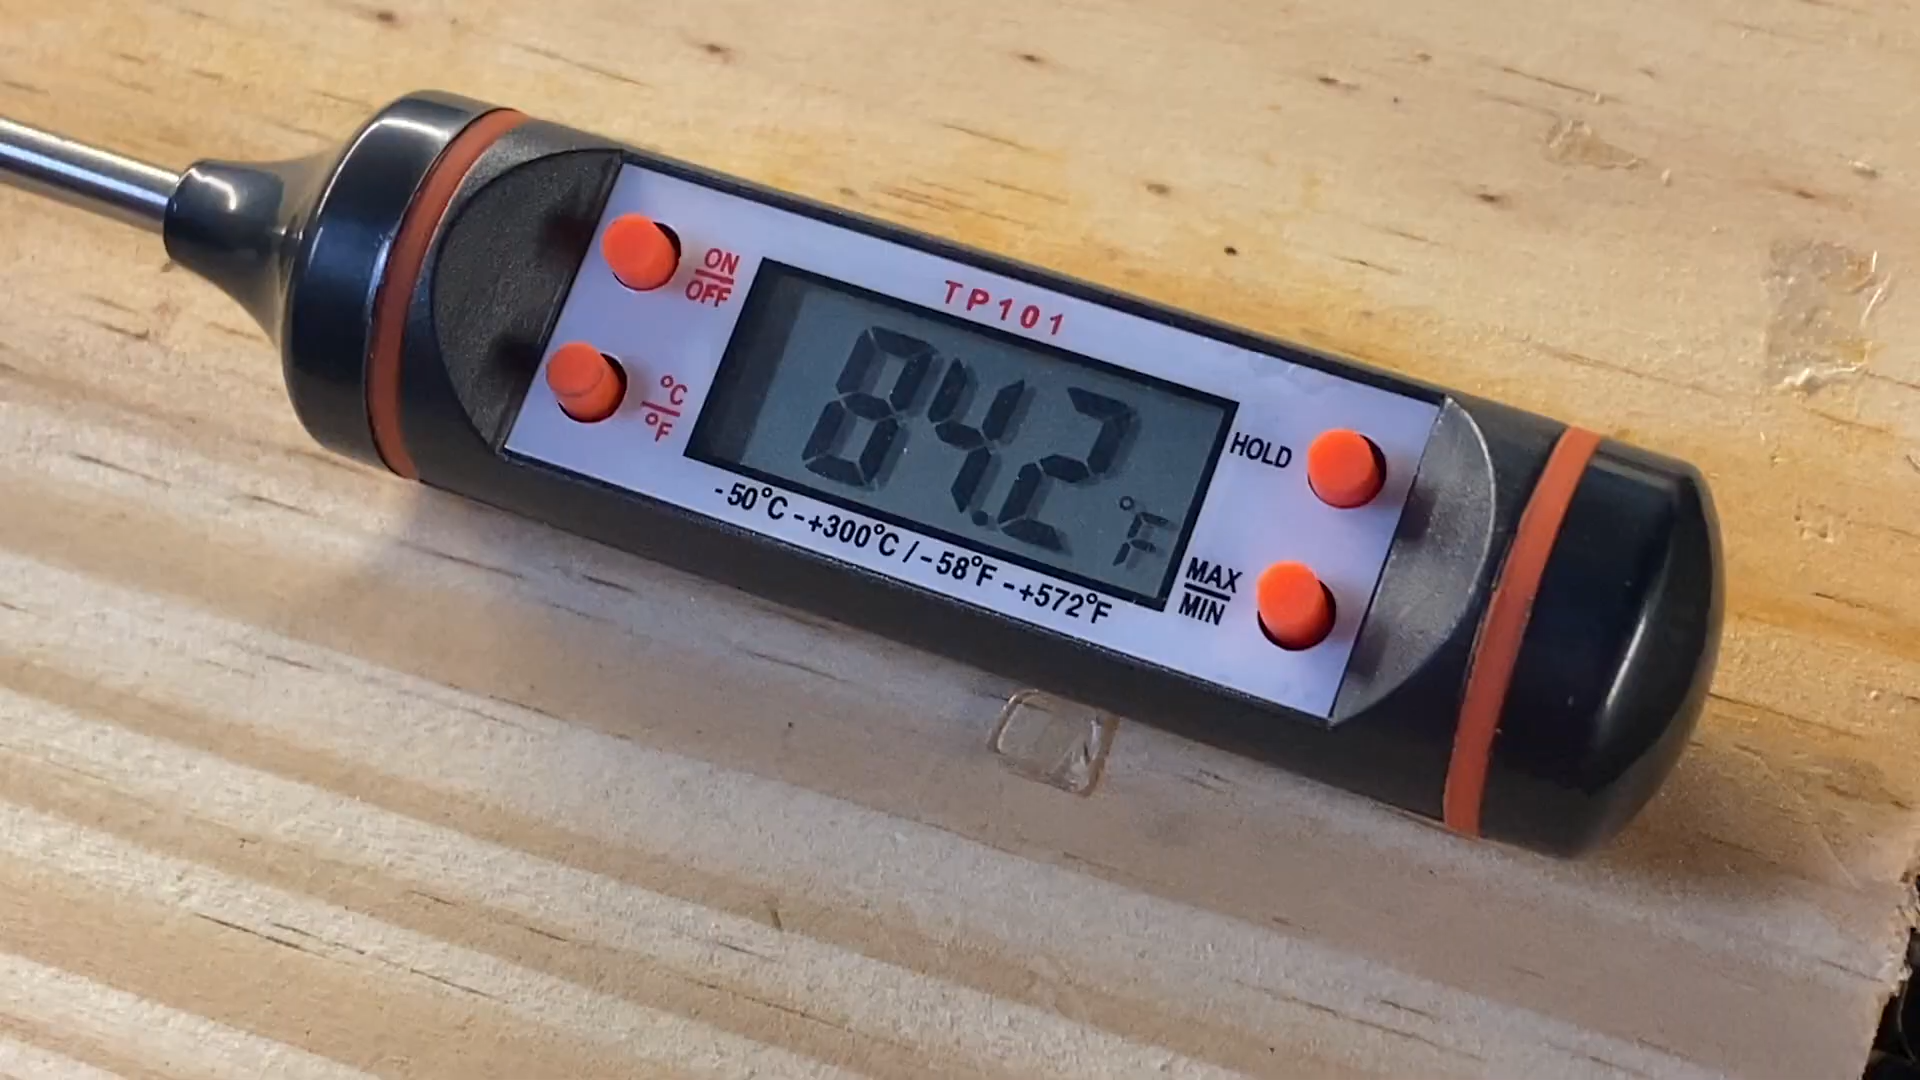 ON
OFF
TP101
°C
°F
84.2 °F
HOLD
MAX
MIN
-50°C -+300°C / -58°F -+572°F